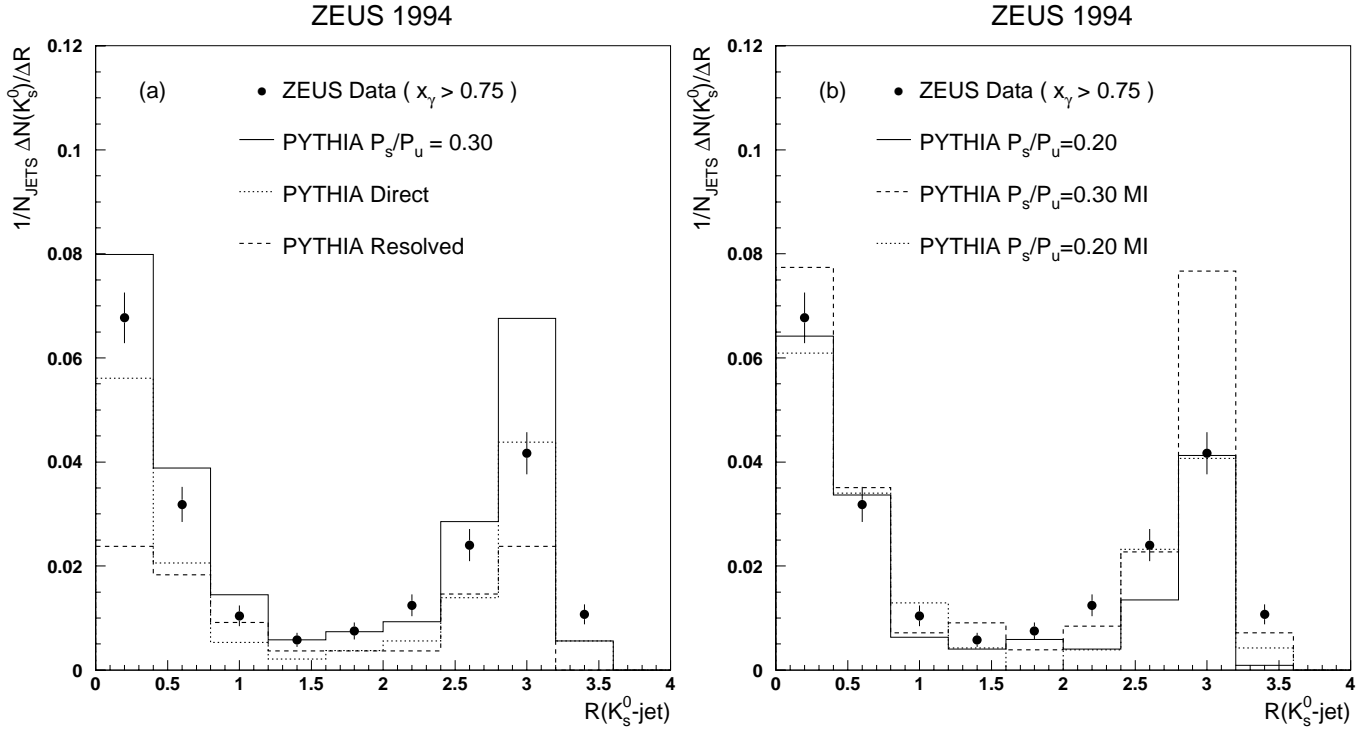 ZEUS 1994
1/N_JETS ΔN(K_s^0)/ΔR
0.12
0.1
0.08
0.06
0.04
0.02
0
(a)
ZEUS Data ( x_γ > 0.75 )
PYTHIA P_s/P_u = 0.30
PYTHIA Direct
PYTHIA Resolved
0 0.5 1 1.5 2 2.5 3 3.5 4
R(K_s^0-jet)
ZEUS 1994
1/N_JETS ΔN(K_s^0)/ΔR
0.12
0.1
0.08
0.06
0.04
0.02
0
(b)
ZEUS Data ( x_γ > 0.75 )
PYTHIA P_s/P_u=0.20
PYTHIA P_s/P_u=0.30 MI
PYTHIA P_s/P_u=0.20 MI
0 0.5 1 1.5 2 2.5 3 3.5 4
R(K_s^0-jet)